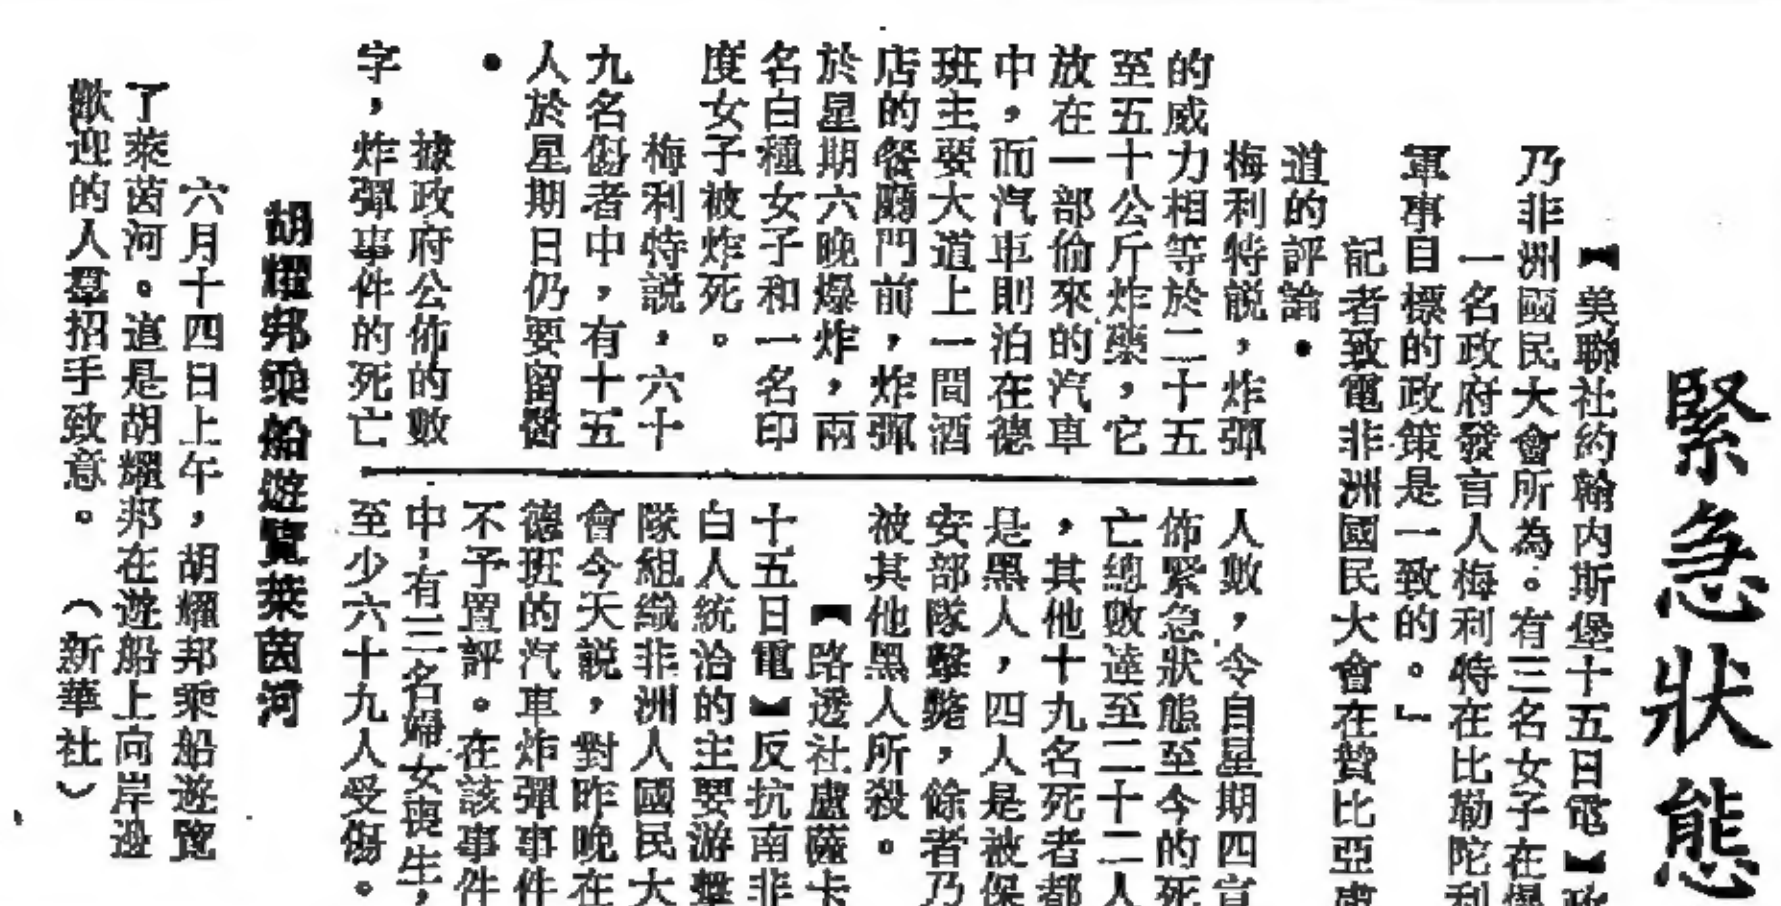 緊急狀態
【美聯社約翰內斯堡十五日電】政
乃非洲國民大會所為。有三名女子在爆
一名政府發言人梅利特在比勒陀利
軍事目標的政策是一致的。」
記者致電非洲國民大會在贊比亞盧
道的評論．
梅利特説，炸彈
的威力相等於二十五
至五十公斤炸藥，它
放在一部偷來的汽車
中，而汽車則泊在德
班主要大道上一間酒
店的餐廳門前，炸彈
於星期六晚爆炸，兩
名白種女子和一名印
度女子被炸死。
梅利特説，六十
九名傷者中，有十五
人於星期日仍要留醫
．
據政府公佈的數
字，炸彈事件的死亡
人數，令自星期四宣
佈緊急狀態至今的死
亡總數達至二十二人
，其他十九名死者都
是黑人，四人是被保
安部隊擊斃，餘者乃
被其他黑人所殺。
【路透社盧薩卡
十五日電】反抗南非
白人統治的主要游擊
隊組織非洲人國民大
會今天説，對昨晚在
德班的汽車炸彈事件
不予置評。在該事件
中，有三名婦女喪生，
至少六十九人受傷。
胡耀邦乘船遊覽萊茵河
六月十四日上午，胡耀邦乘船遊覽
了萊茵河。這是胡耀邦在遊船上向岸邊
歡迎的人羣招手致意。　（新華社）